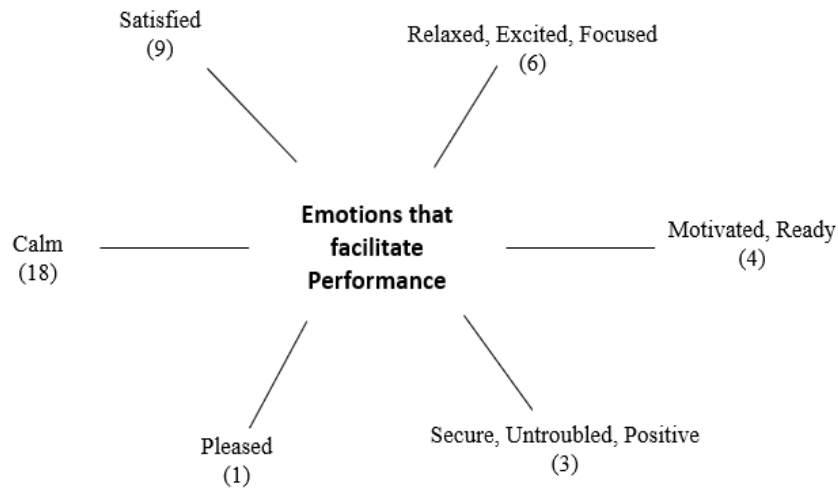 Satisfied
(9)
Relaxed, Excited, Focused
(6)
Calm
(18)
Emotions that
facilitate
Performance
Motivated, Ready
(4)
Pleased
(1)
Secure, Untroubled, Positive
(3)